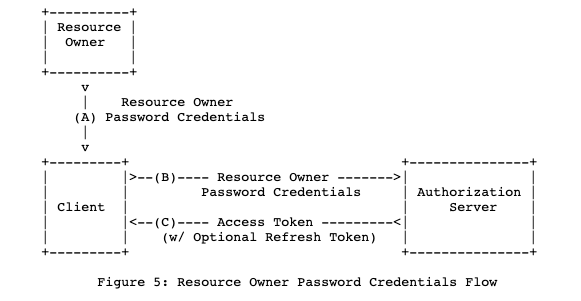 +----------+
| Resource |
|  Owner   |
|          |
+----------+
     v
     |    Resource Owner
    (A) Password Credentials
     |
     v
+---------+                                  +---------------+
|         |>--(B)---- Resource Owner ------->|               |
|         |         Password Credentials     | Authorization |
| Client  |                                  |     Server    |
|         |<--(C)---- Access Token ---------<|               |
|         |    (w/ Optional Refresh Token)   |               |
+---------+                                  +---------------+
Figure 5: Resource Owner Password Credentials Flow